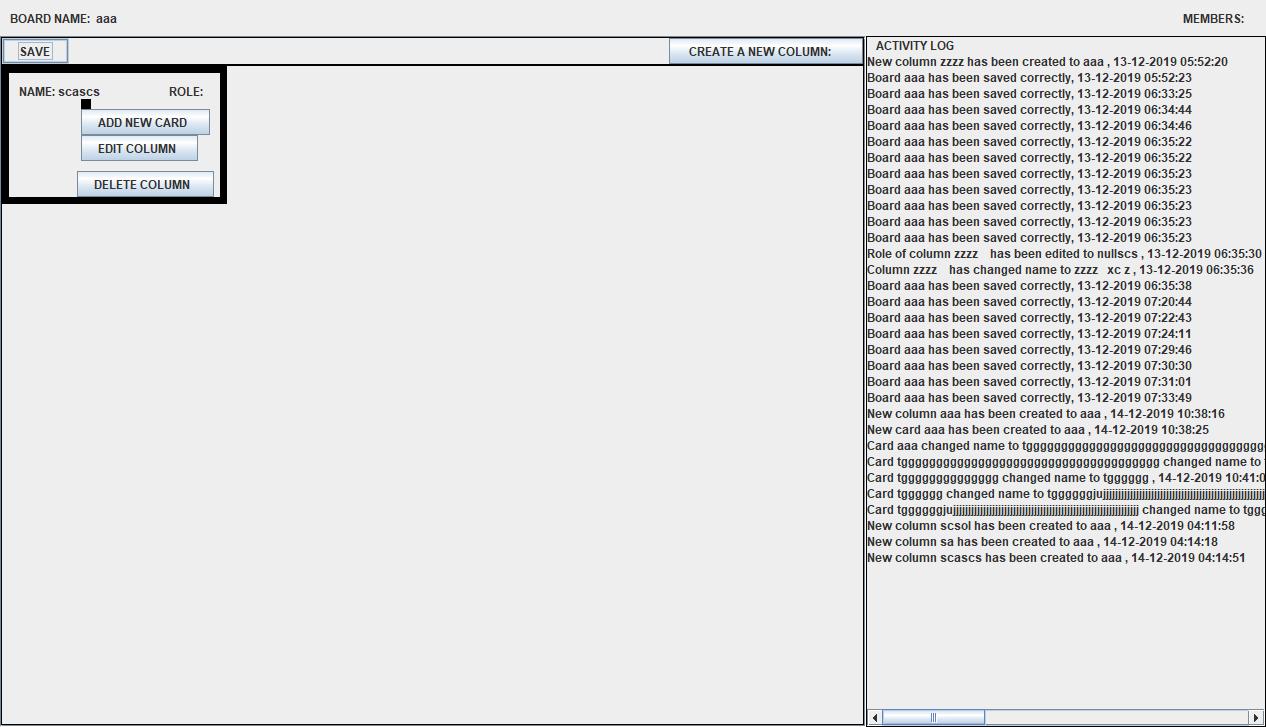 BOARD NAME: aaa
MEMBERS:
SAVE
CREATE A NEW COLUMN:
NAME: scascs ROLE:
ADD NEW CARD
EDIT COLUMN
DELETE COLUMN
ACTIVITY LOG
New column zzzz has been created to aaa , 13-12-2019 05:52:20
Board aaa has been saved correctly, 13-12-2019 05:52:23
Board aaa has been saved correctly, 13-12-2019 06:33:25
Board aaa has been saved correctly, 13-12-2019 06:34:44
Board aaa has been saved correctly, 13-12-2019 06:34:46
Board aaa has been saved correctly, 13-12-2019 06:35:22
Board aaa has been saved correctly, 13-12-2019 06:35:22
Board aaa has been saved correctly, 13-12-2019 06:35:23
Board aaa has been saved correctly, 13-12-2019 06:35:23
Board aaa has been saved correctly, 13-12-2019 06:35:23
Board aaa has been saved correctly, 13-12-2019 06:35:23
Board aaa has been saved correctly, 13-12-2019 06:35:23
Role of column zzzz has been edited to nullscs , 13-12-2019 06:35:30
Column zzzz has changed name to zzzz xc z , 13-12-2019 06:35:36
Board aaa has been saved correctly, 13-12-2019 06:35:38
Board aaa has been saved correctly, 13-12-2019 07:20:44
Board aaa has been saved correctly, 13-12-2019 07:22:43
Board aaa has been saved correctly, 13-12-2019 07:24:11
Board aaa has been saved correctly, 13-12-2019 07:29:46
Board aaa has been saved correctly, 13-12-2019 07:30:30
Board aaa has been saved correctly, 13-12-2019 07:31:01
Board aaa has been saved correctly, 13-12-2019 07:33:49
New column aaa has been created to aaa , 14-12-2019 10:38:16
New card aaa has been created to aaa , 14-12-2019 10:38:25
Card aaa changed name to
Card changed name to
Card tgggggggggggggg changed name to tgggggg , 14-12-2019 10:41:0
Card tgggggg changed name to
Card changed name to tggg
New column scsol has been created to aaa , 14-12-2019 04:11:58
New column sa has been created to aaa , 14-12-2019 04:14:18
New column scascs has been created to aaa , 14-12-2019 04:14:51